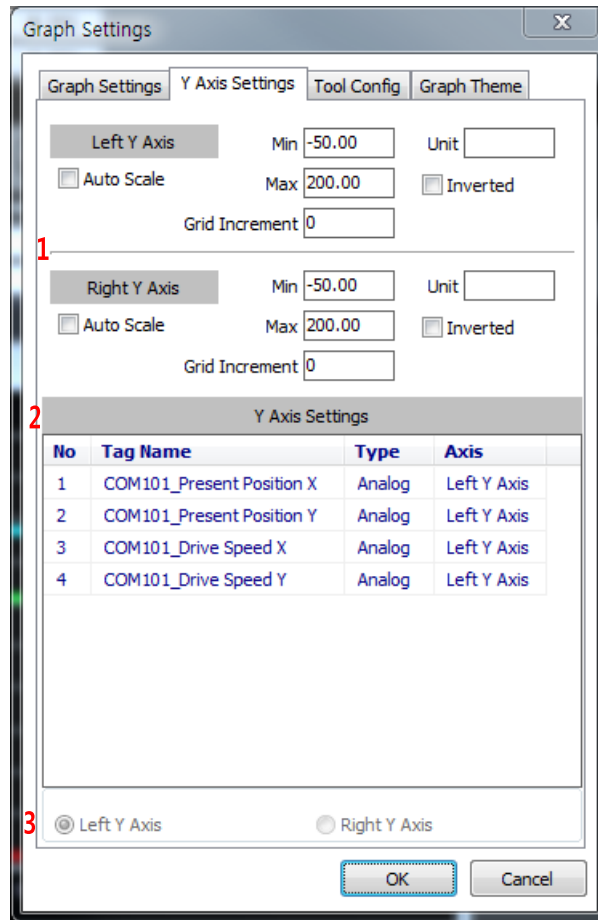 Graph Settings
Graph Settings Y Axis Settings Tool Config Graph Theme
Left Y Axis Min -50.00 Unit
Auto Scale Max 200.00 Inverted
Grid Increment 0
1
Right Y Axis Min -50.00 Unit
Auto Scale Max 200.00 Inverted
Grid Increment 0
2 Y Axis Settings
No Tag Name Type Axis
1 COM101_Present Position X Analog Left Y Axis
2 COM101_Present Position Y Analog Left Y Axis
3 COM101_Drive Speed X Analog Left Y Axis
4 COM101_Drive Speed Y Analog Left Y Axis
3 Left Y Axis Right Y Axis
OK Cancel